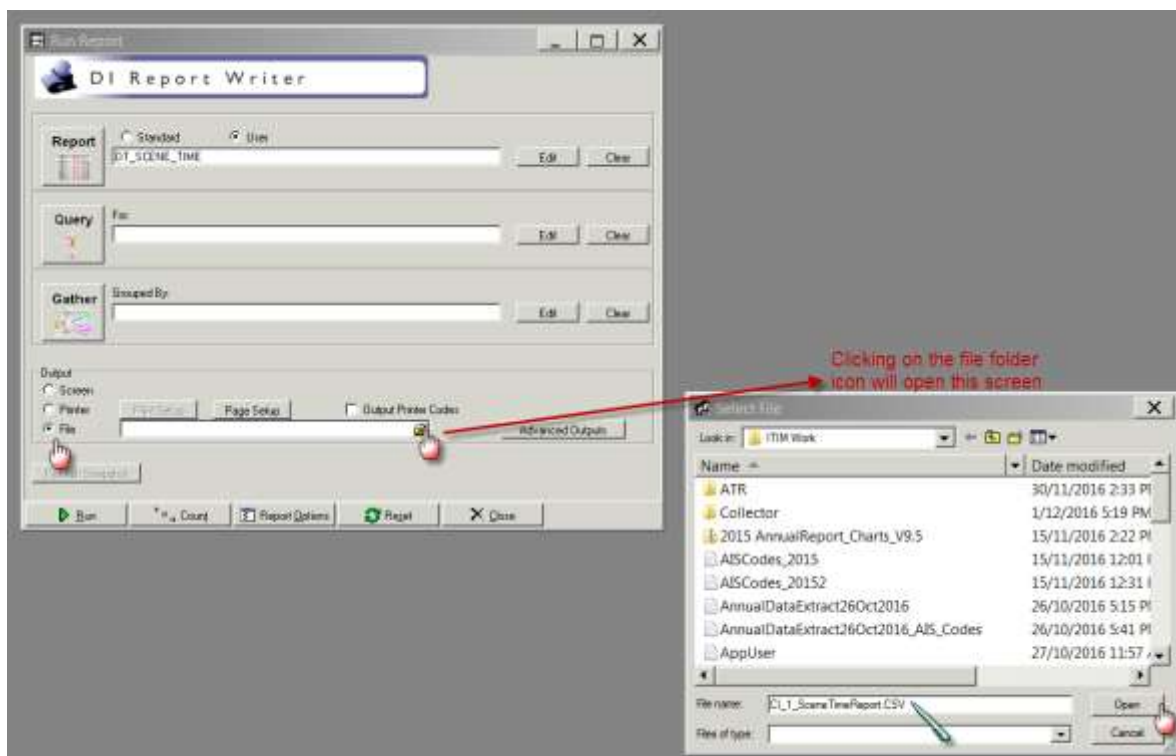 Run Report
DI Report Writer
Report
Standard
User
DT_SCENE_TIME
Edit
Clear
Query
For:
Edit
Clear
Gather
Grouped By:
Edit
Clear
Output
Screen
Printer
Page Setup
Output Printer Codes
File
Advanced Outputs
Run
Count
Report Options
Reset
Close
Clicking on the file folder
icon will open this screen
Select File
Look in:
ITIM Work
Name
Date modified
ATR
30/11/2016 2:33 PM
Collector
1/12/2016 5:19 PM
2015 AnnualReport_Charts_V9.5
15/11/2016 2:22 PM
AISCodes_2015
15/11/2016 12:01
AISCodes_20152
15/11/2016 12:31
AnnualDataExtract26Oct2016
26/10/2016 5:15 PM
AnnualDataExtract26Oct2016_AIS_Codes
26/10/2016 5:41 PM
AppUser
27/10/2016 11:57
File name:
CI_1_SceneTimeReport.CSV
Open
Files of type:
Cancel